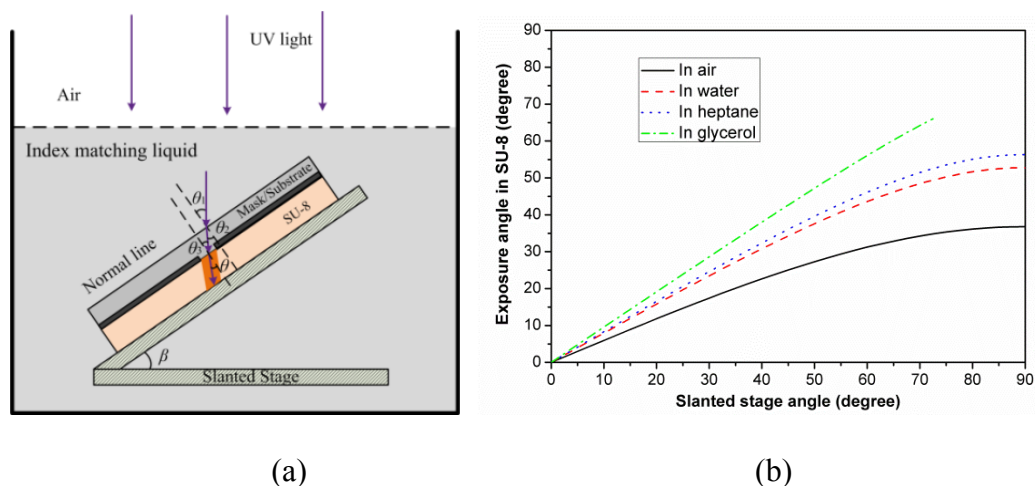 UV light
Air
Index matching liquid
θ1
Mask/Substrate
θ2
SU-8
θ3
Normal line
θ
β
Slanted Stage
(a)
Exposure angle in SU-8 (degree)
90
80
70
60
50
40
30
20
10
0
In air
In water
In heptane
In glycerol
0 10 20 30 40 50 60 70 80 90
Slanted stage angle (degree)
(b)